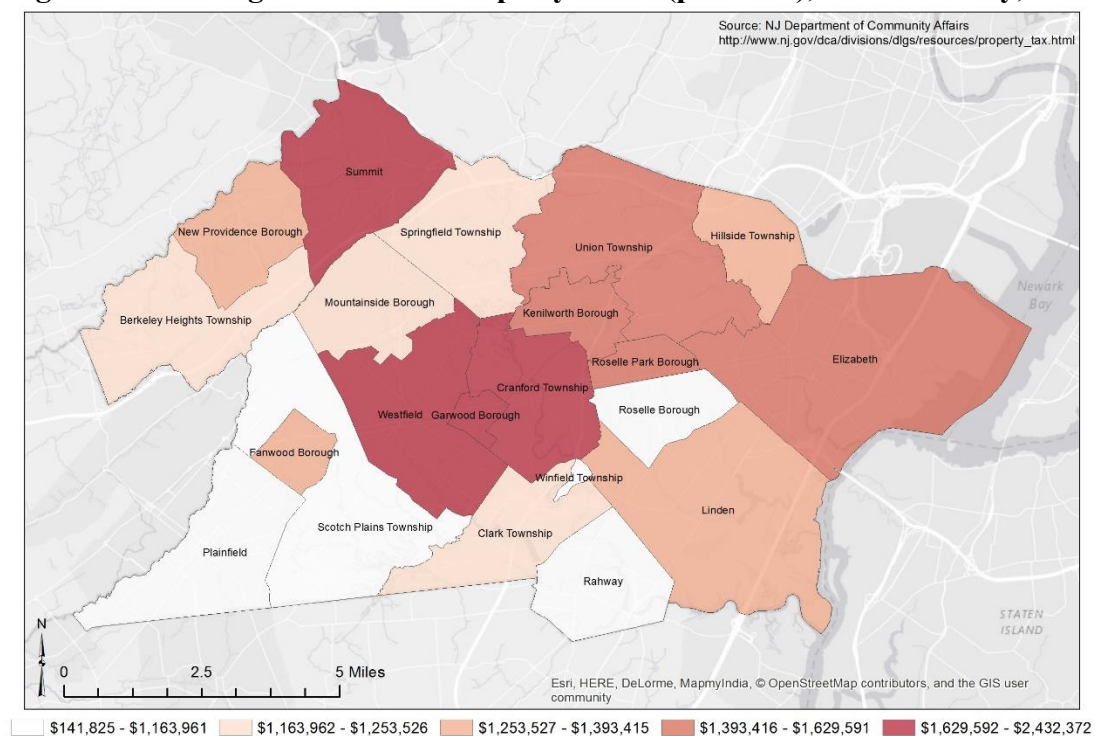 Source: NJ Department of Community Affairs
http://www.nj.gov/dca/divisions/dlgs/resources/property_tax.html
Summit
New Providence Borough
Springfield Township
Union Township
Hillside Township
Newark
Bay
Berkeley Heights Township
Mountainside Borough
Kenilworth Borough
Elizabeth
Roselle Park Borough
Cranford Township
Westfield
Garwood Borough
Roselle Borough
Fanwood Borough
Winfield Township
Linden
Scotch Plains Township
Clark Township
Plainfield
Rahway
STATEN
ISLAND
N
0 2.5 5 Miles
Esri, HERE, DeLorme, MapmyIndia, © OpenStreetMap contributors, and the GIS user
community
$141,825 - $1,163,961 $1,163,962 - $1,253,526 $1,253,527 - $1,393,415 $1,393,416 - $1,629,591 $1,629,592 - $2,432,372